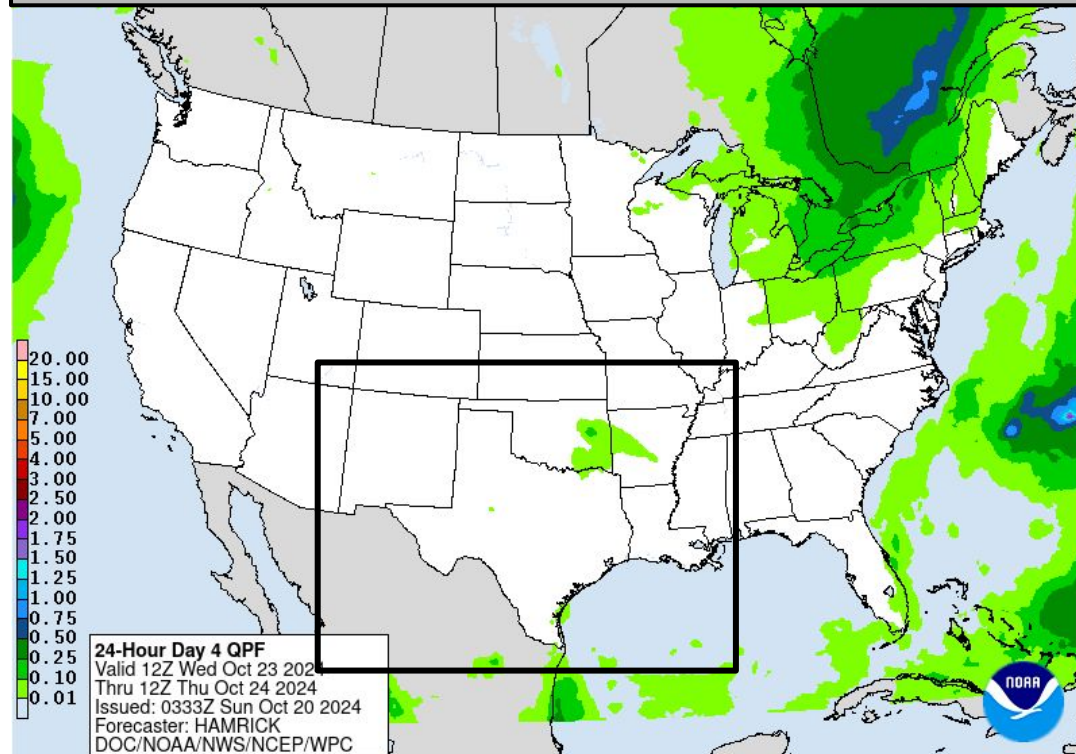 20.00
15.00
10.00
7.00
5.00
4.00
3.00
2.50
2.00
1.75
1.50
1.25
1.00
0.75
0.50
0.25
0.10
0.01
24-Hour Day 4 QPF
Valid 12Z Wed Oct 23 2024
Thru 12Z Thu Oct 24 2024
Issued: 0333Z Sun Oct 20 2024
Forecaster: HAMRICK
DOC/NOAA/NWS/NCEP/WPC
NOAA